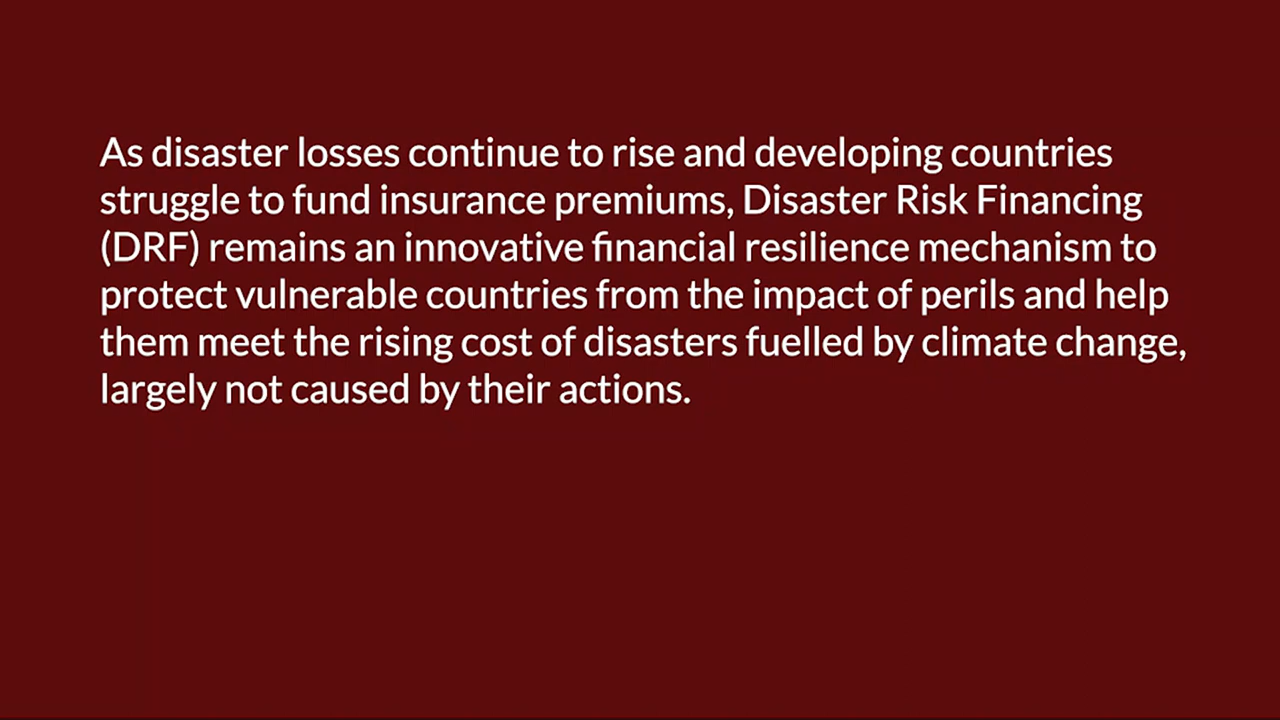 As disaster losses continue to rise and developing countries
struggle to fund insurance premiums, Disaster Risk Financing
(DRF) remains an innovative financial resilience mechanism to
protect vulnerable countries from the impact of perils and help
them meet the rising cost of disasters fuelled by climate change,
largely not caused by their actions.